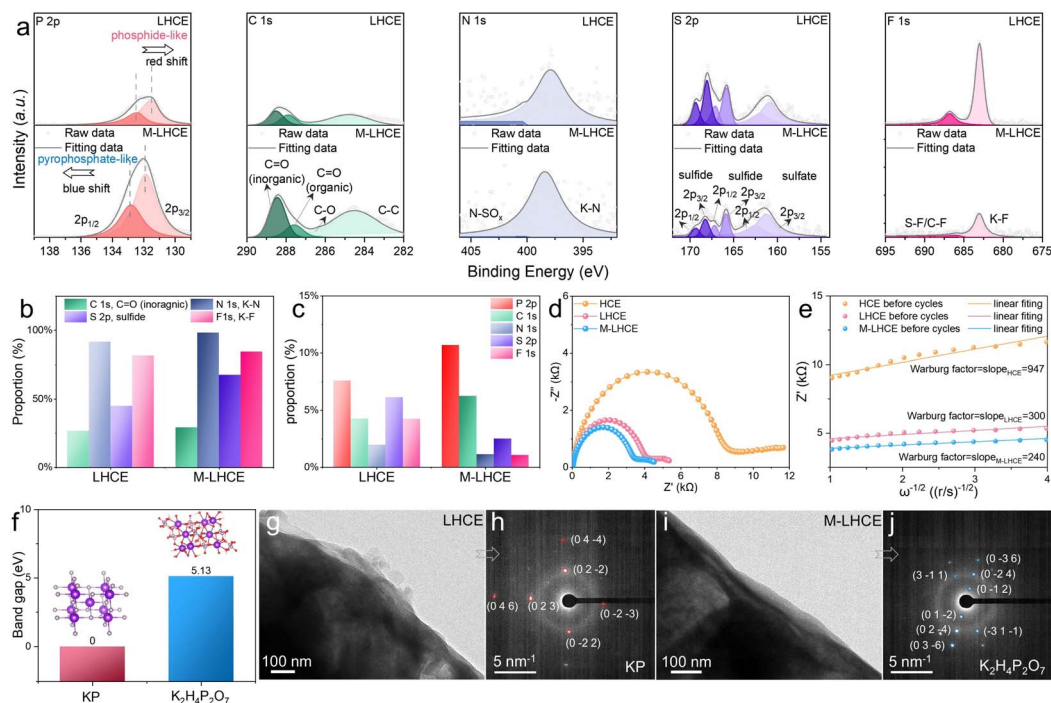 a
P 2p
LHCE
phosphide-like
red shift
Raw data
M-LHCE
Fitting data
pyrophosphate-like
blue shift
2p1/2
2p3/2
138 136 134 132 130
C 1s
LHCE
Raw data
M-LHCE
Fitting data
C=O
(inorganic)
C=O
(organic)
C-O
C-C
290 288 286 284 282
N 1s
LHCE
Raw data
M-LHCE
Fitting data
N-SOx
K-N
405 400 395
S 2p
LHCE
Raw data
M-LHCE
Fitting data
sulfide
sulfide
sulfate
2p3/2
2p1/2
2p1/2
2p3/2
2p1/2
2p3/2
170 165 160 155
F 1s
LHCE
Raw data
M-LHCE
Fitting data
S-F/C-F
K-F
695 690 685 680 675
Intensity (a.u.)
Binding Energy (eV)
b
C 1s, C=O (inoragnic)
N 1s, K-N
S 2p, sulfide
F1s, K-F
100%
50%
0%
Proportion (%)
LHCE
M-LHCE
c
P 2p
C 1s
N 1s
S 2p
F 1s
15%
10%
5%
0%
proportion (%)
LHCE
M-LHCE
d
HCE
LHCE
M-LHCE
-6
-4
-2
0
-Z'' (kΩ)
0 2 4 6 8 10 12
Z' (kΩ)
e
HCE before cycles
linear fitting
LHCE before cycles
linear fitting
M-LHCE before cycles
linear fitting
Warburg factor=slopeHCE=947
Warburg factor=slopeLHCE=300
Warburg factor=slopeM-LHCE=240
15
10
5
0
Z' (kΩ)
1 2 3 4
ω-1/2 ((r/s)-1/2)
f
10
5
0
Band gap (eV)
5.13
0
KP
K2H4P2O7
g
LHCE
100 nm
h
(0 4 -4)
(0 2 -2)
(0 4 6)
(0 2 3)
(0 -2 -3)
(0 -2 2)
5 nm-1
KP
i
M-LHCE
100 nm
j
(0 -3 6)
(3 -1 1)
(0 -2 4)
(0 -1 2)
(0 1 -2)
(0 2 -4)
(-3 1 -1)
(0 3 -6)
5 nm-1
K2H4P2O7